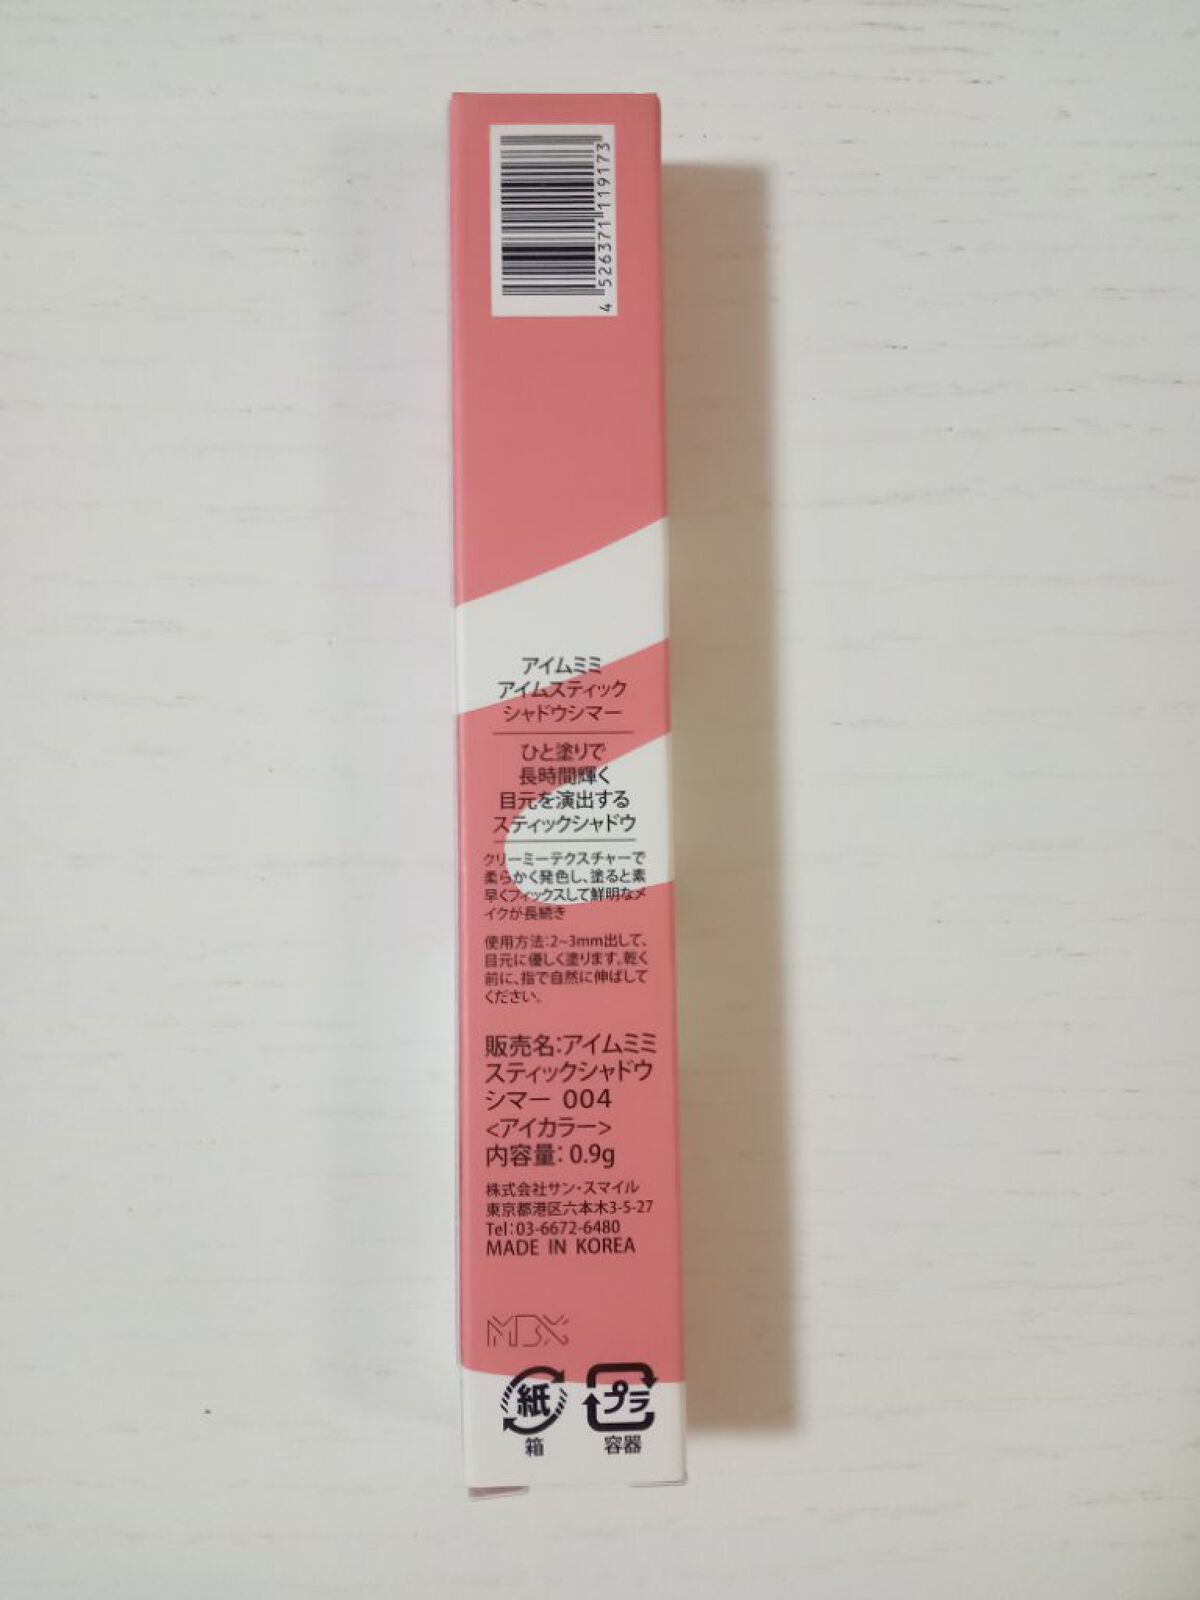 4 526371 119173
アイムミミ
アイムスティック
シャドウシマー
ひと塗りで
長時間輝く
目元を演出する
スティックシャドウ
クリーミーテクスチャーで
柔らかく発色し、塗ると素
早くフィックスして鮮明なメ
イクが長続き
使用方法:2~3mm出して、
目元に優しく塗ります。乾く
前に、指で自然に伸ばして
ください。
販売名:アイムミミ
スティックシャドウ
シマー 004
<アイカラー>
内容量: 0.9g
株式会社サン・スマイル
東京都港区六本木3-5-27
Tel:03-6672-6480
MADE IN KOREA
MBX
紙 プラ
箱 容器